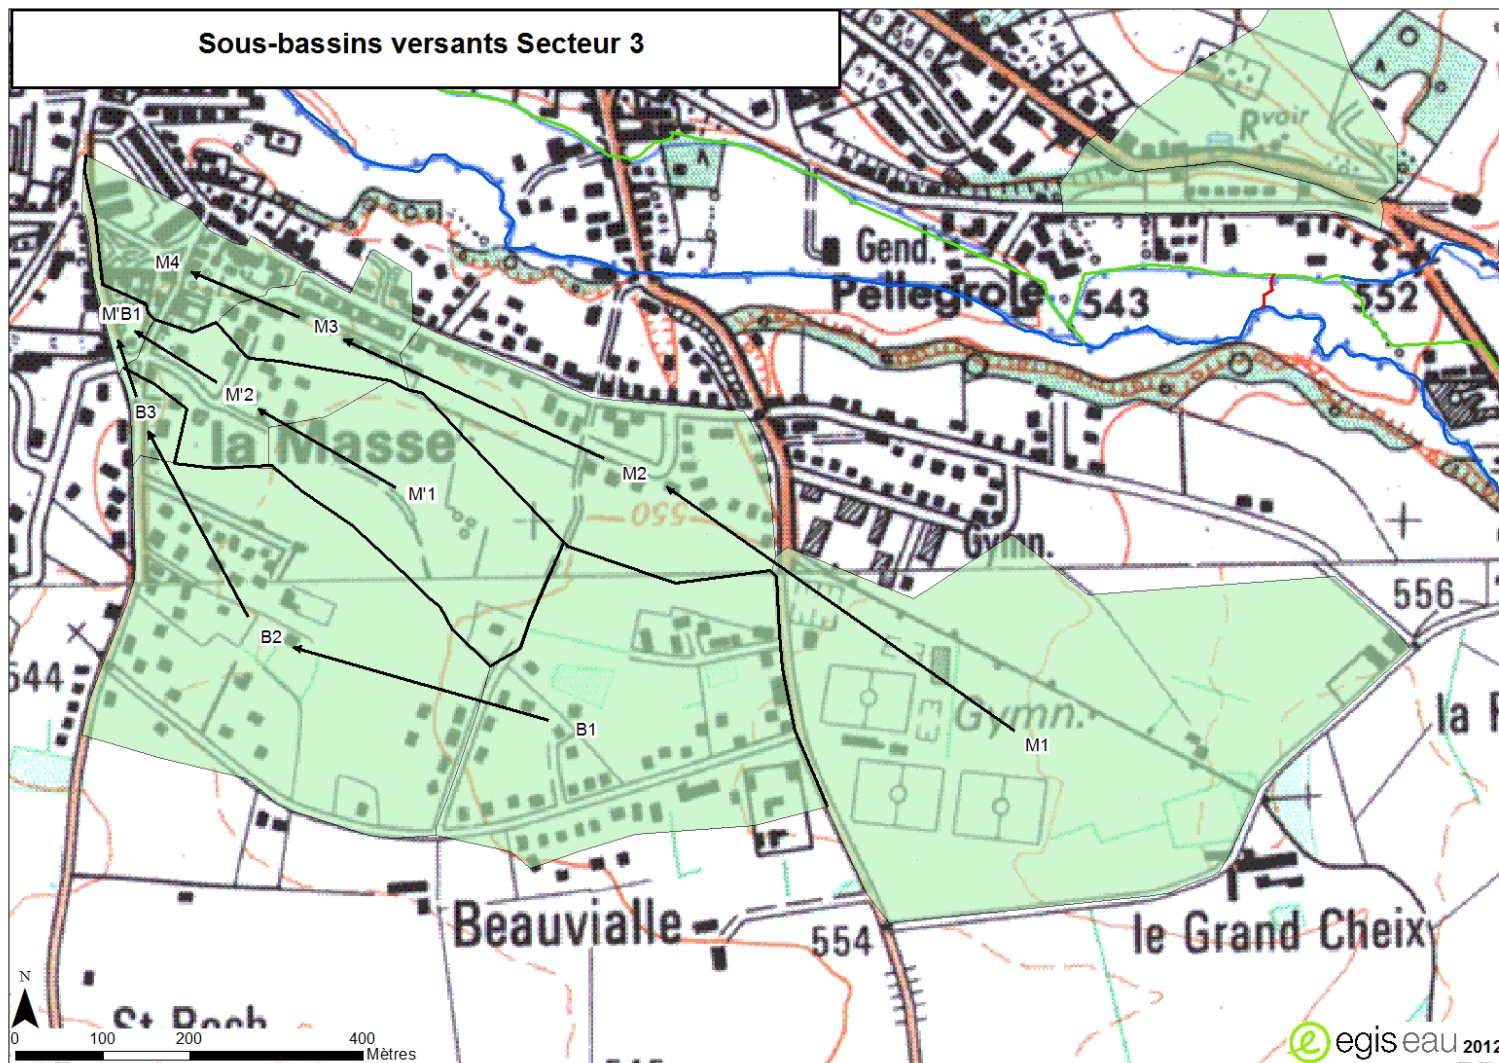 Sous-bassins versants Secteur 3
Rvoir
Gend.
Pellegrole
543
552
M4
M'B1
M3
M'2
B3
la Masse
M2
M'1
550
Gymn.
556
B2
544
B1
Gymn.
M1
la
Beauvialle
554
le Grand Cheix
St Roch
N
0 100 200 400
Mètres
egis eau 2012